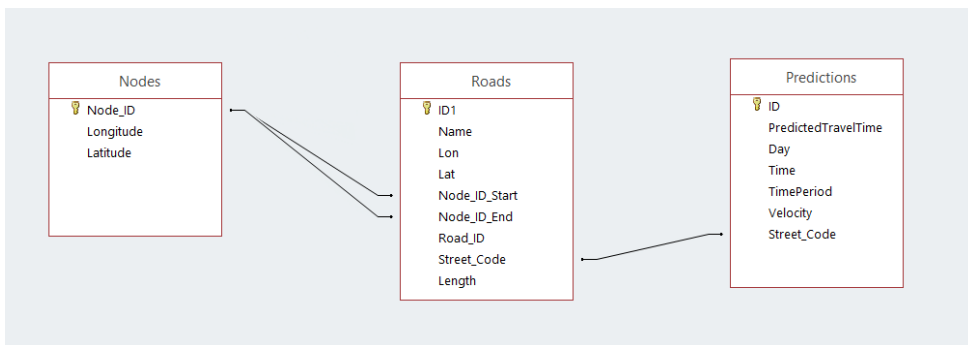 Nodes
Node_ID
Longitude
Latitude
Roads
ID1
Name
Lon
Lat
Node_ID_Start
Node_ID_End
Road_ID
Street_Code
Length
Predictions
ID
PredictedTravelTime
Day
Time
TimePeriod
Velocity
Street_Code